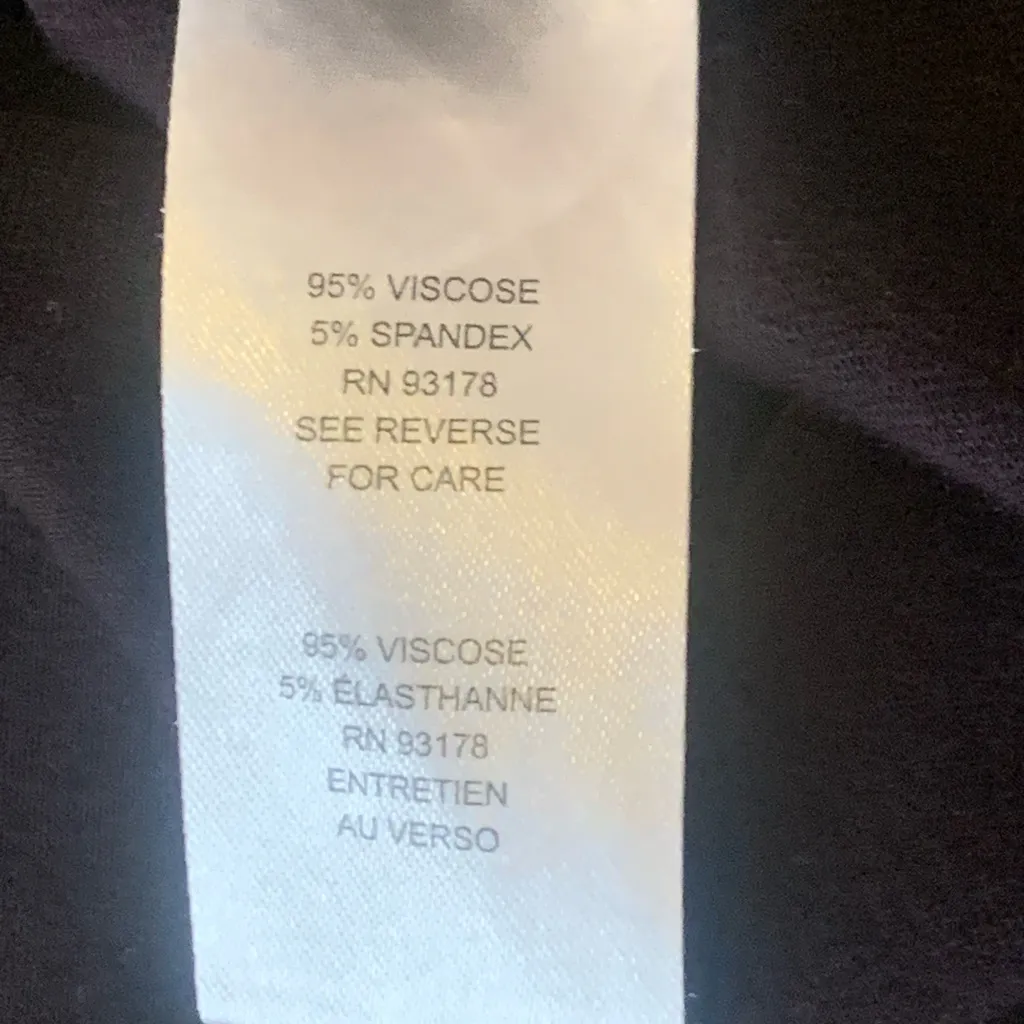 95% VISCOSE
5% SPANDEX
RN 93178
SEE REVERSE
FOR CARE
95% VISCOSE
5% ÉLASTHANNE
RN 93178
ENTRETIEN
AU VERSO